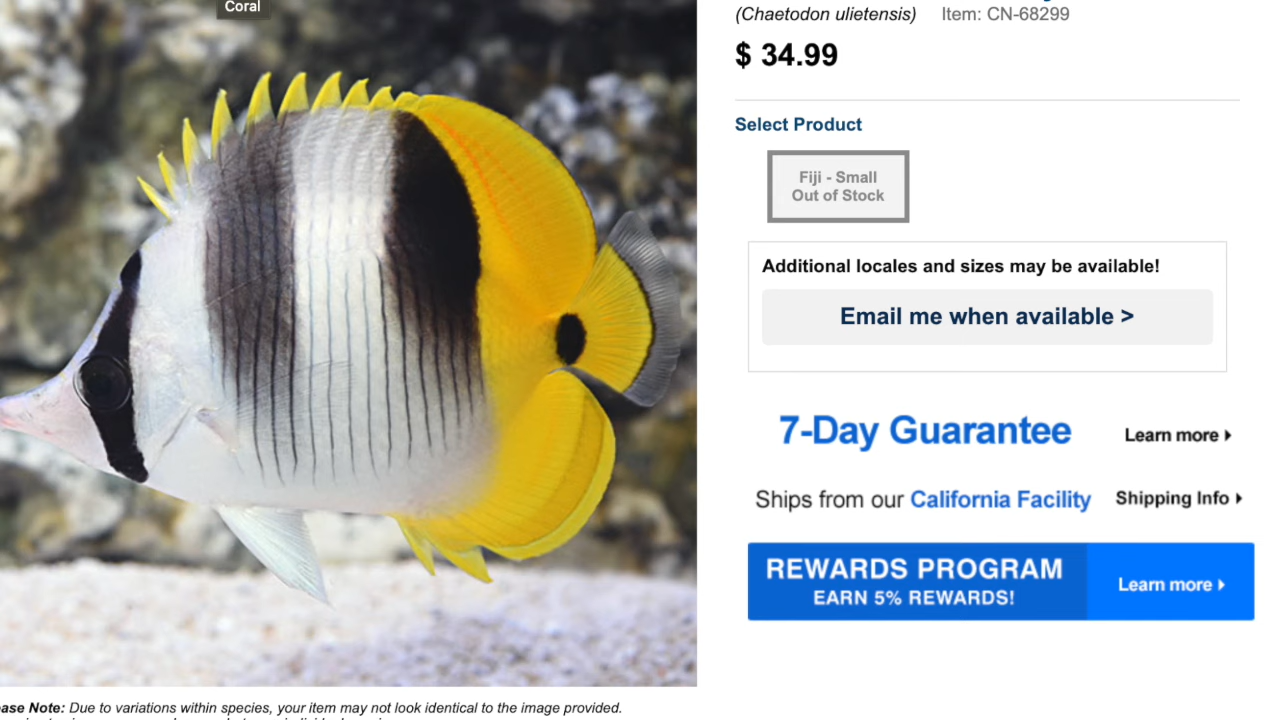 Coral
(Chaetodon ulietensis) Item: CN-68299
$ 34.99
Select Product
Fiji - Small
Out of Stock
Additional locales and sizes may be available!
Email me when available >
7-Day Guarantee Learn more
Ships from our California Facility Shipping Info
REWARDS PROGRAM
EARN 5% REWARDS!
Learn more
ase Note: Due to variations within species, your item may not look identical to the image provided.